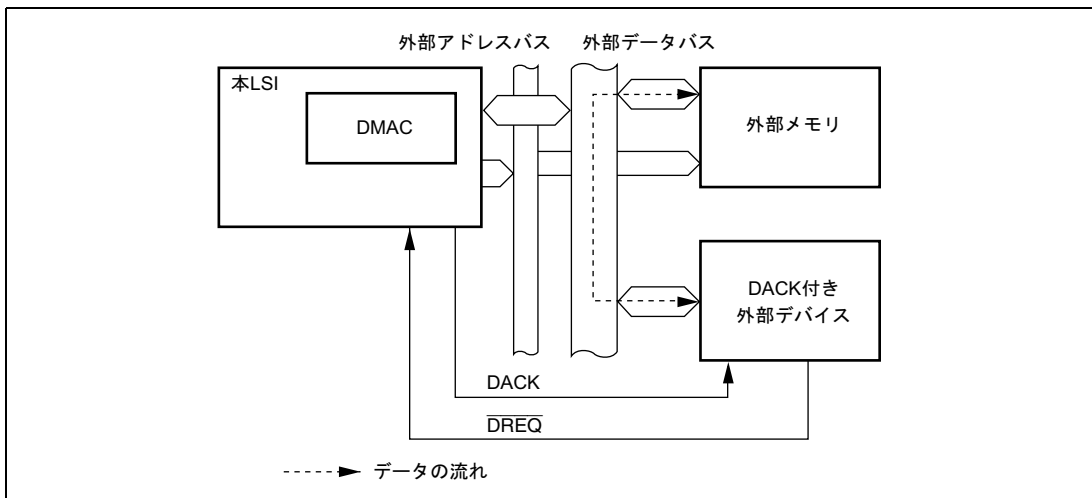 外部アドレスバス
外部データバス
本LSI
DMAC
外部メモリ
DACK付き
外部デバイス
DACK
DREQ
データの流れ